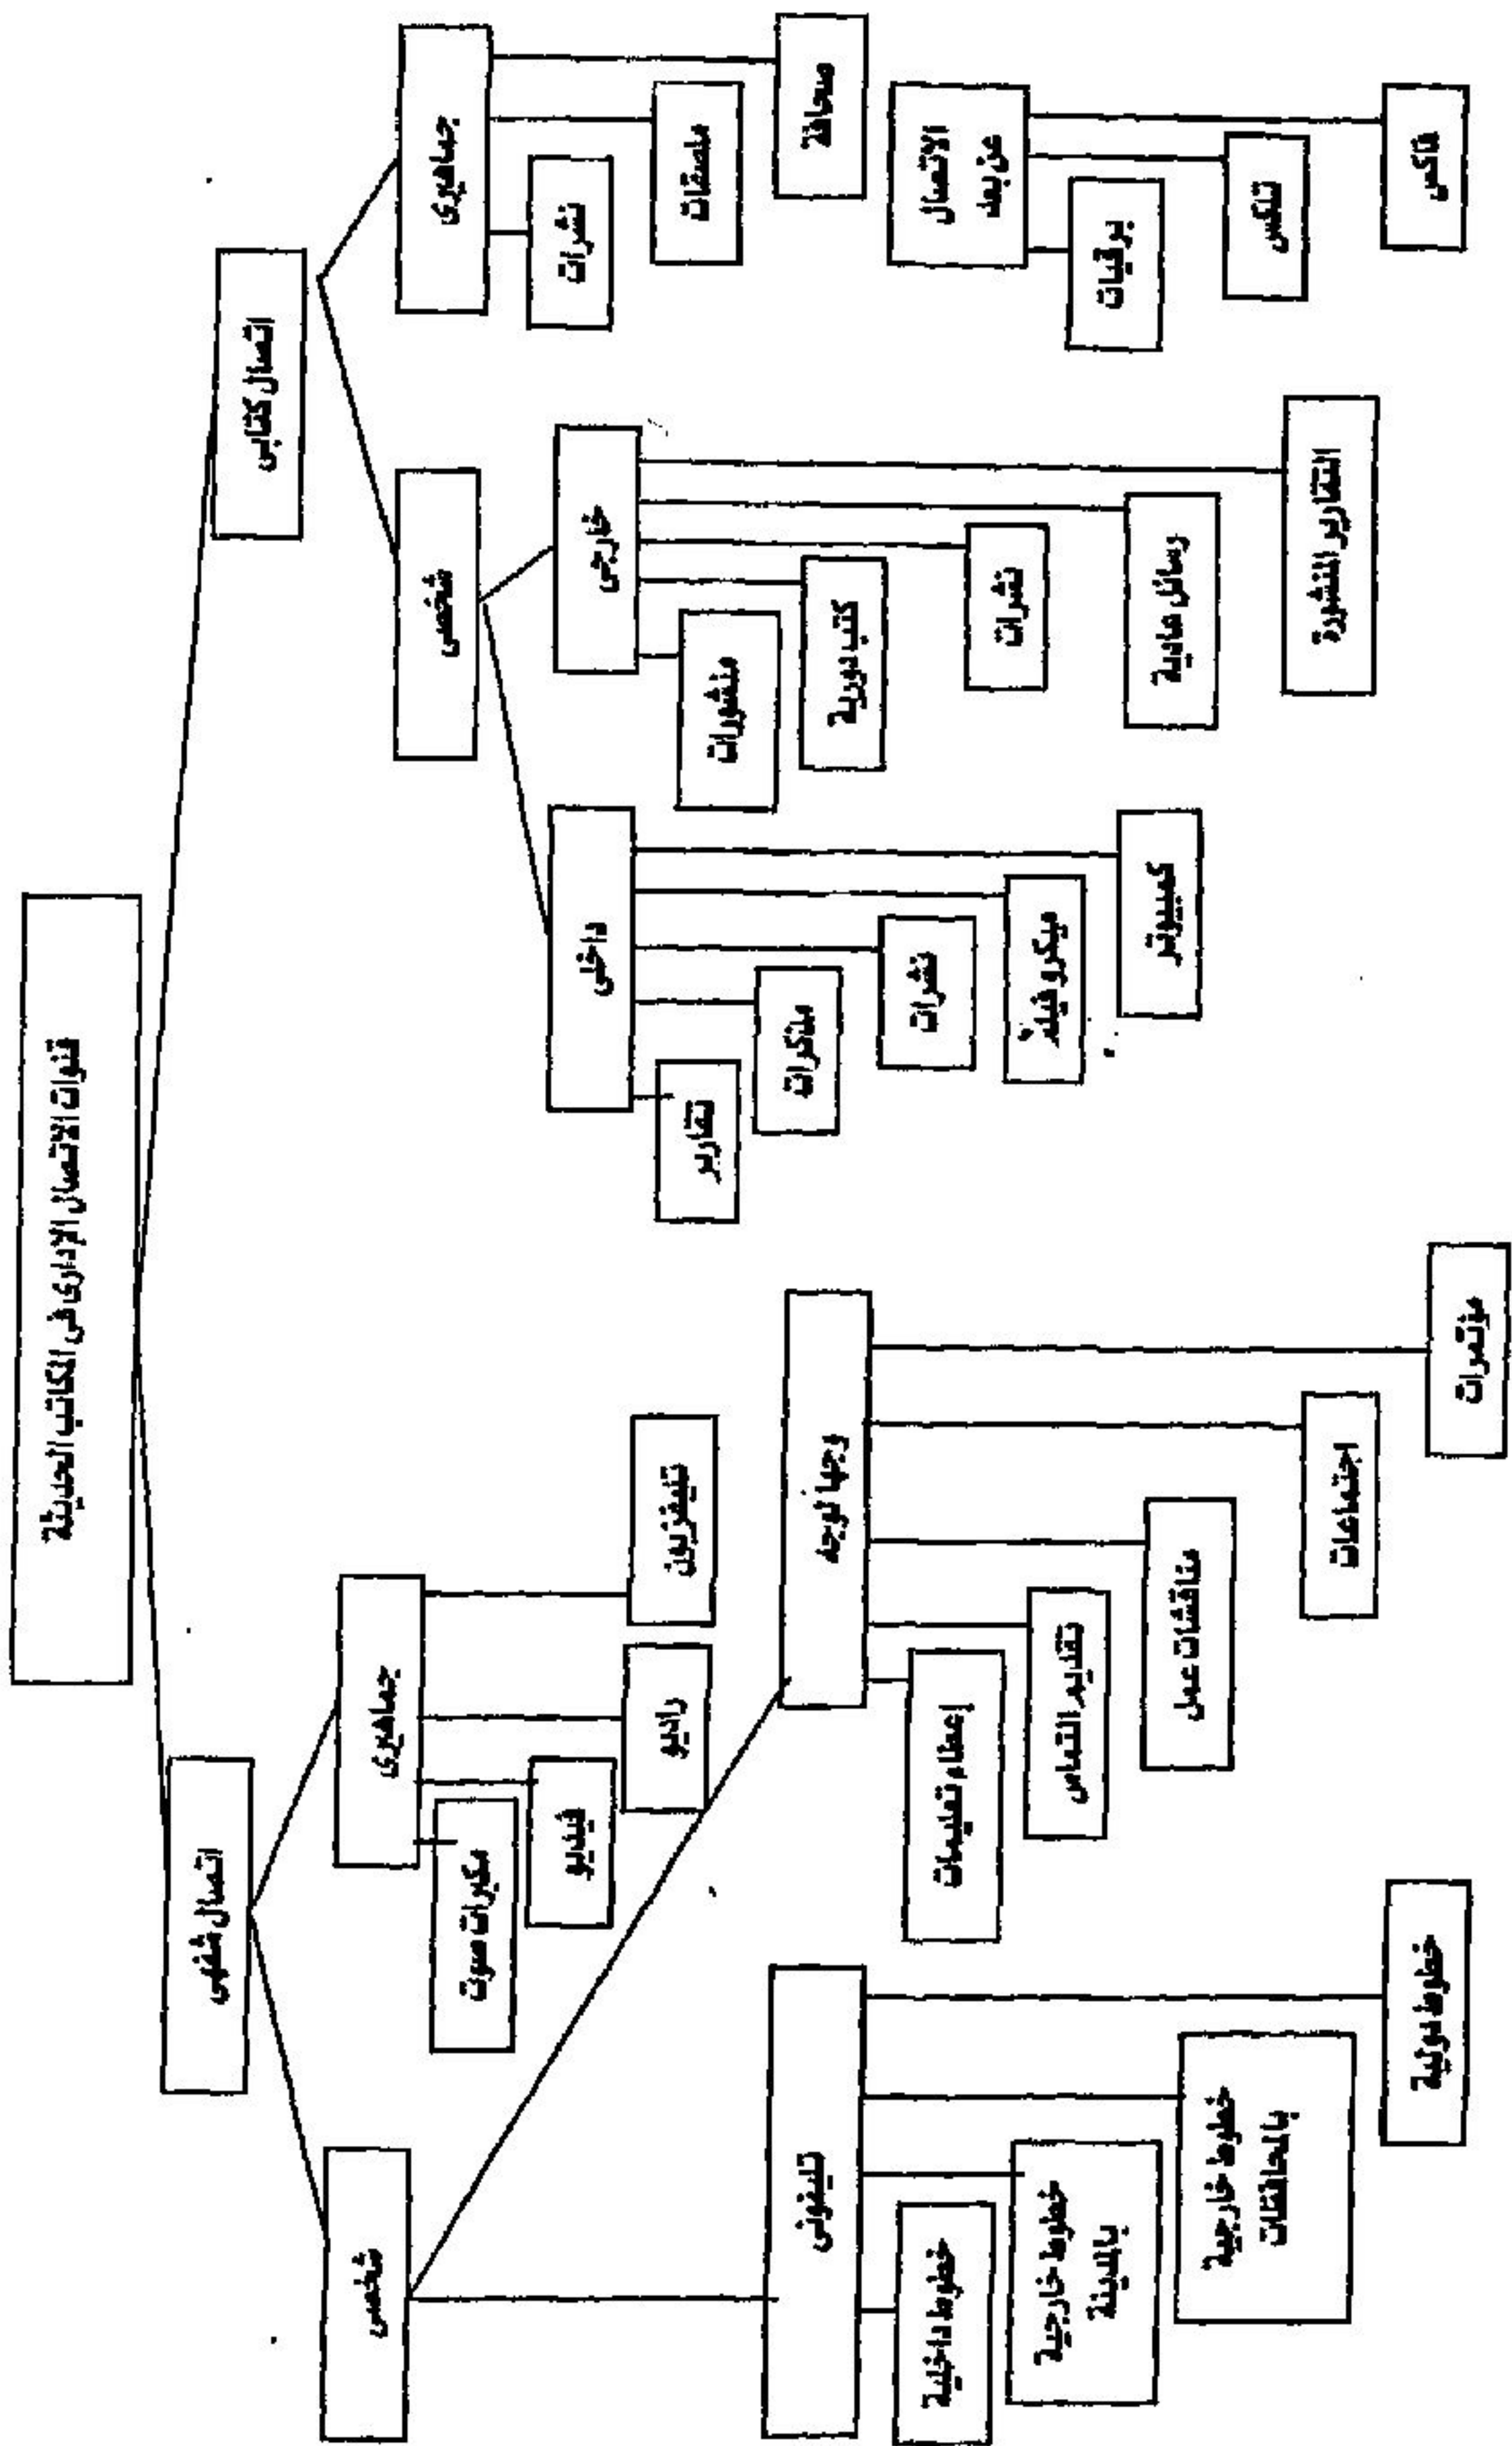 قنوات الاتصال الإدارى فى المكاتب الحديثة
اتصال كتابى
جماهيرى
نشرات
ملصقات
صحافة
الاتصال
عن بعد
برقيات
تلكس
فاكس
شخصى
خارجى
منشورات
كتب دورية
نشرات
وسائل عادية
التقارير المنشورة
داخلى
تقارير
مذكرات
نشرات
ميكروفيلم
كمبيوتر
اتصال شفهى
جماهيرى
مكبرات صوت
فيديو
راديو
تليفزيون
شخصى
وجها لوجه
إعطاء تعليمات
تقديم التماس
مناقشات عمل
اجتماعات
مؤتمرات
تليفونى
خطوط داخلية
خطوط خارجية
بالمدينة
خطوط خارجية
بالمحافظات
خطوط دولية